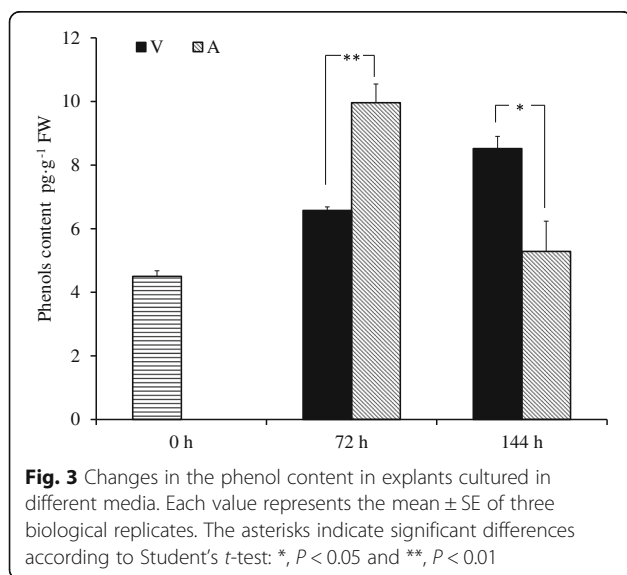 12
V A
**
10
*
8
6
4
2
0
Phenols content pg·g⁻¹ FW
0 h 72 h 144 h
Fig. 3 Changes in the phenol content in explants cultured in
different media. Each value represents the mean ± SE of three
biological replicates. The asterisks indicate significant differences
according to Student's t-test: *, P < 0.05 and **, P < 0.01